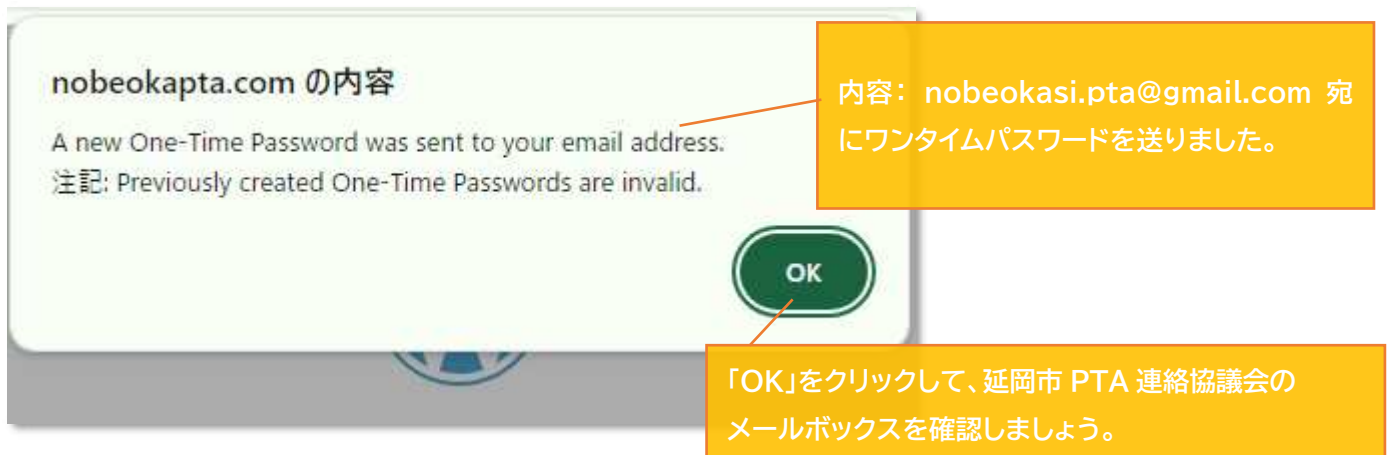 nobeokapta.com の内容
A new One-Time Password was sent to your email address.
注記: Previously created One-Time Passwords are invalid.
OK
内容： nobeokasi.pta@gmail.com 宛
にワンタイムパスワードを送りました。
「OK」をクリックして、延岡市 PTA 連絡協議会の
メールボックスを確認しましょう。